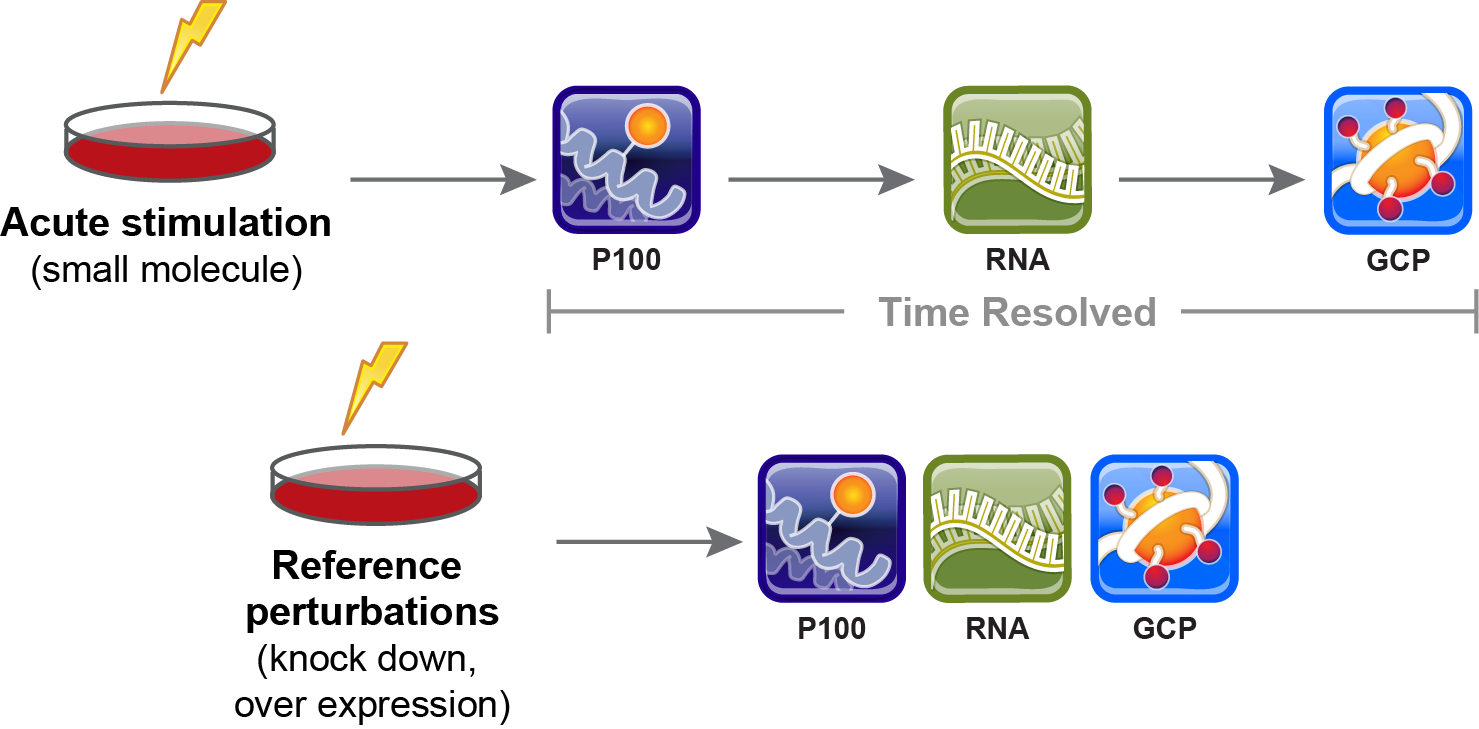 Acute stimulation
(small molecule)
P100
RNA
GCP
Time Resolved
Reference
perturbations
(knock down,
over expression)
P100
RNA
GCP